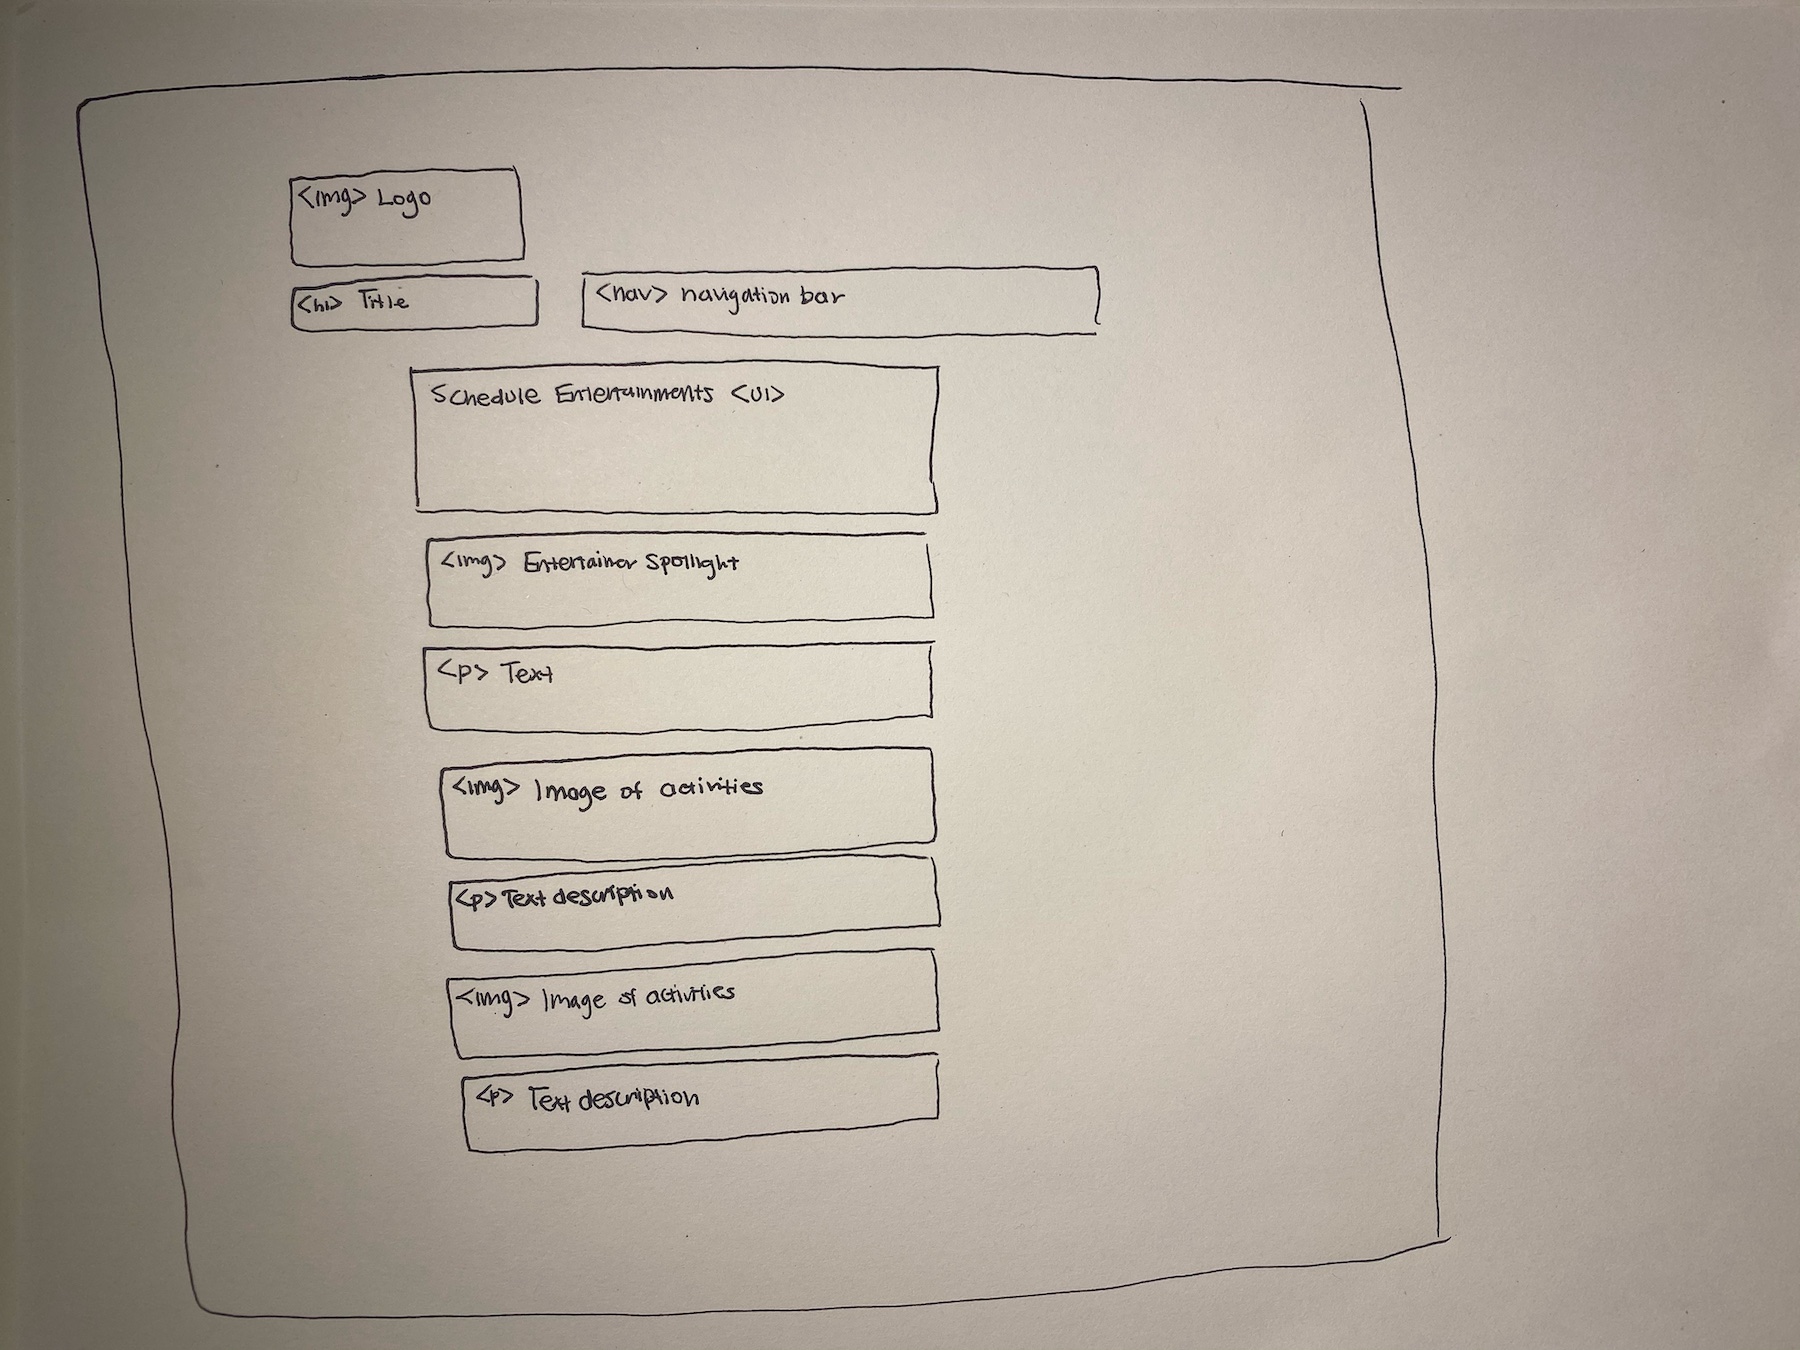 <img> Logo
<h1> Title
<nav> navigation bar
Schedule Entertainments <ul>
<img> Entertainer Spotlight
<p> Text
<img> Image of activities
<p> Text description
<img> Image of activities
<p> Text description